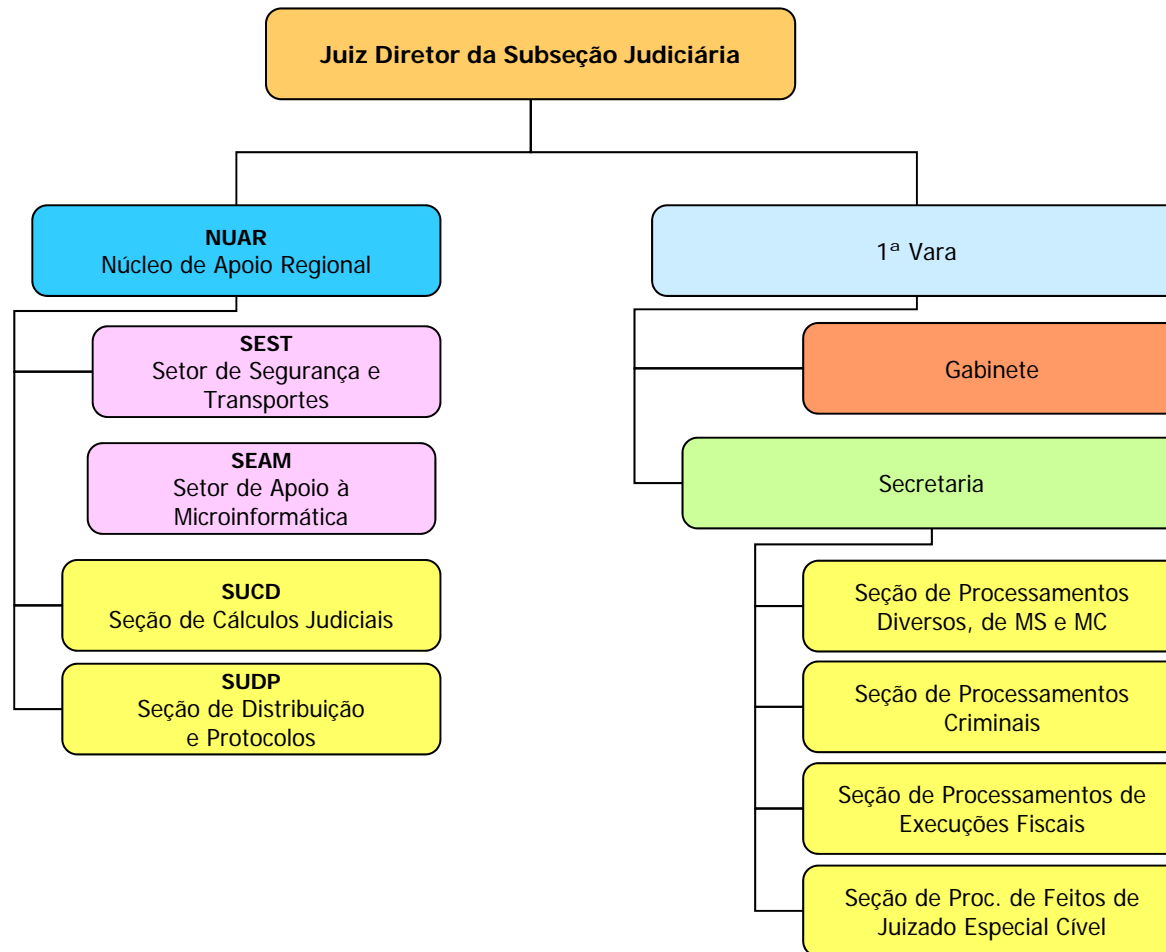 Juiz Diretor da Subseção Judiciária
NUAR
Núcleo de Apoio Regional
SEST
Setor de Segurança e
Transportes
SEAM
Setor de Apoio à
Microinformática
SUCD
Seção de Cálculos Judiciais
SUDP
Seção de Distribuição
e Protocolos
1ª Vara
Gabinete
Secretaria
Seção de Processamentos
Diversos, de MS e MC
Seção de Processamentos
Criminais
Seção de Processamentos de
Execuções Fiscais
Seção de Proc. de Feitos de
Juizado Especial Cível